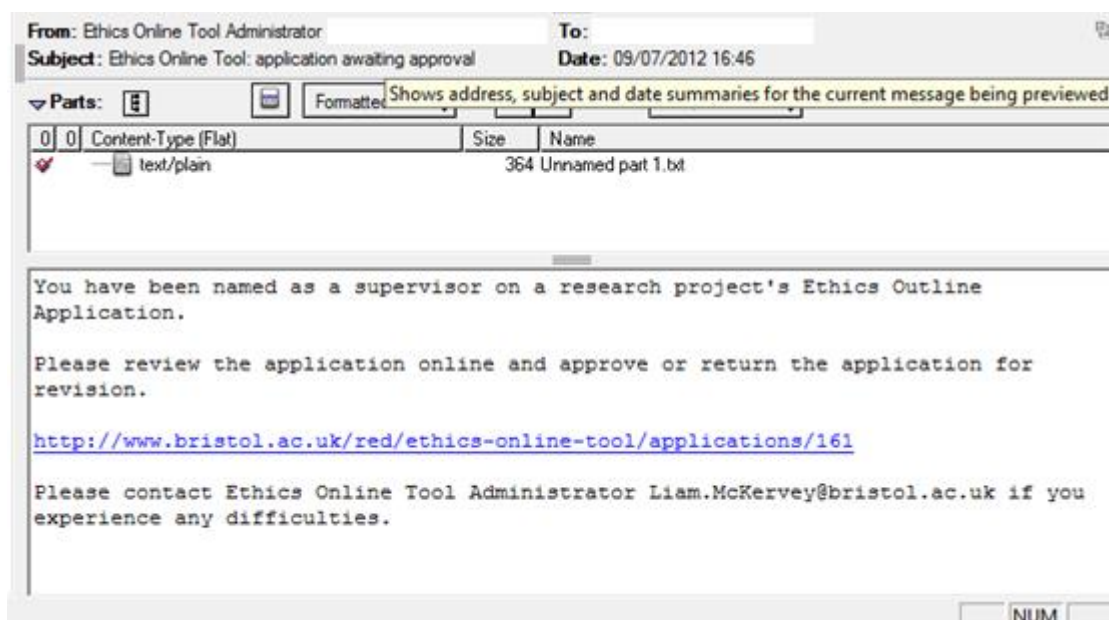 From: Ethics Online Tool Administrator To:
Subject: Ethics Online Tool: application awaiting approval Date: 09/07/2012 16:46
Parts: Formatted Shows address, subject and date summaries for the current message being previewed
0 0 Content-Type (Flat) Size Name
text/plain 364 Unnamed part 1.txt
You have been named as a supervisor on a research project's Ethics Outline
Application.
Please review the application online and approve or return the application for
revision.
http://www.bristol.ac.uk/red/ethics-online-tool/applications/161
Please contact Ethics Online Tool Administrator Liam.McKervey@bristol.ac.uk if you
experience any difficulties.
NUM